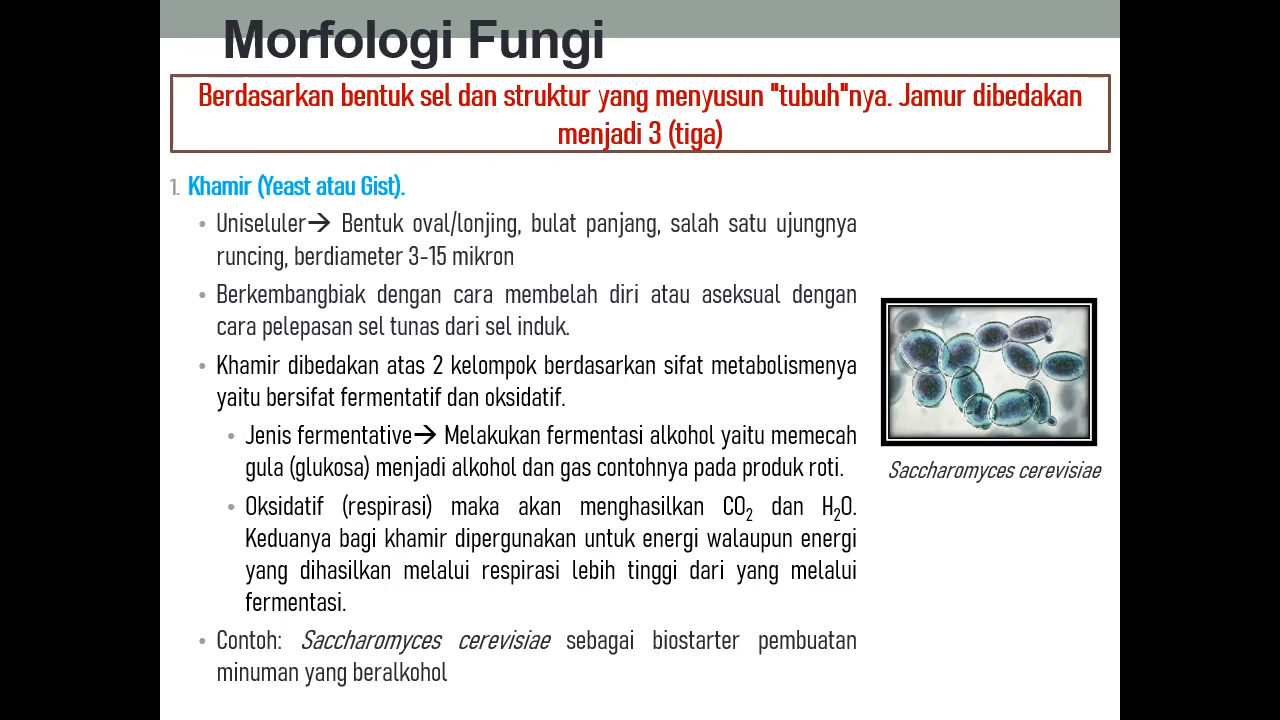 Morfologi Fungi
Berdasarkan bentuk sel dan struktur yang menyusun "tubuh"nya. Jamur dibedakan
menjadi 3 (tiga)
1. Khamir (Yeast atau Gist).
• Uniseluler→ Bentuk oval/lonjing, bulat panjang, salah satu ujungnya
runcing, berdiameter 3-15 mikron
• Berkembangbiak dengan cara membelah diri atau aseksual dengan
cara pelepasan sel tunas dari sel induk.
• Khamir dibedakan atas 2 kelompok berdasarkan sifat metabolismenya
yaitu bersifat fermentatif dan oksidatif.
• Jenis fermentative→ Melakukan fermentasi alkohol yaitu memecah
gula (glukosa) menjadi alkohol dan gas contohnya pada produk roti.
• Oksidatif (respirasi) maka akan menghasilkan CO₂ dan H₂O.
Keduanya bagi khamir dipergunakan untuk energi walaupun energi
yang dihasilkan melalui respirasi lebih tinggi dari yang melalui
fermentasi.
• Contoh: Saccharomyces cerevisiae sebagai biostarter pembuatan
minuman yang beralkohol
Saccharomyces cerevisiae